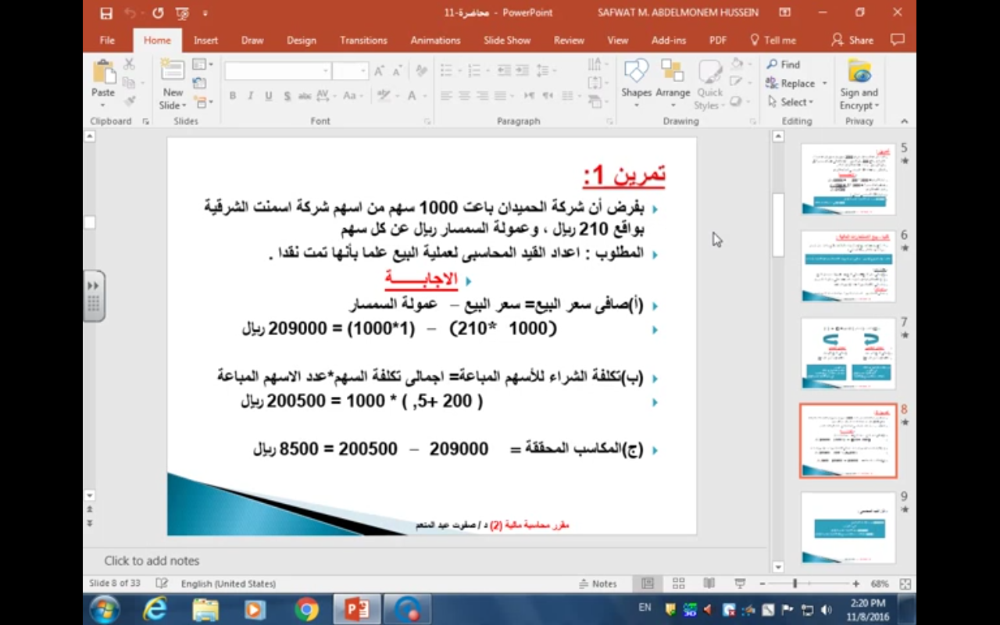 محاضرة-11 - PowerPoint
SAFWAT M. ABDELMONEM HUSSEIN
File Home Insert Draw Design Transitions Animations Slide Show Review View Add-ins PDF Tell me Share
Paste
New Slide
Find
Replace
Select
Shapes Arrange Quick Styles
Sign and Encrypt
Clipboard Slides Font Paragraph Drawing Editing Privacy
تمرين 1:
بفرض أن شركة الحميدان باعت 1000 سهم من اسهم شركة اسمنت الشرقية
بواقع 210 ريال ، وعمولة السمسار ريال عن كل سهم
المطلوب : اعداد القيد المحاسبى لعملية البيع علما بأنها تمت نقدا .
الاجابـــــــة
(أ)صافى سعر البيع= سعر البيع – عمولة السمسار
(1000 *210) – (1*1000) = 209000 ريال
(ب)تكلفة الشراء للأسهم المباعة= اجمالى تكلفة السهم*عدد الاسهم المباعة
( 200 +5, ) * 1000 = 200500 ريال
(ج)المكاسب المحققة = 209000 – 200500 = 8500 ريال
مقرر محاسبة مالية (2) د / صفوت عبد المنعم
5
6
7
8
9
Click to add notes
Slide 8 of 33 English (United States) Notes 68%
EN
2:20 PM
11/8/2016